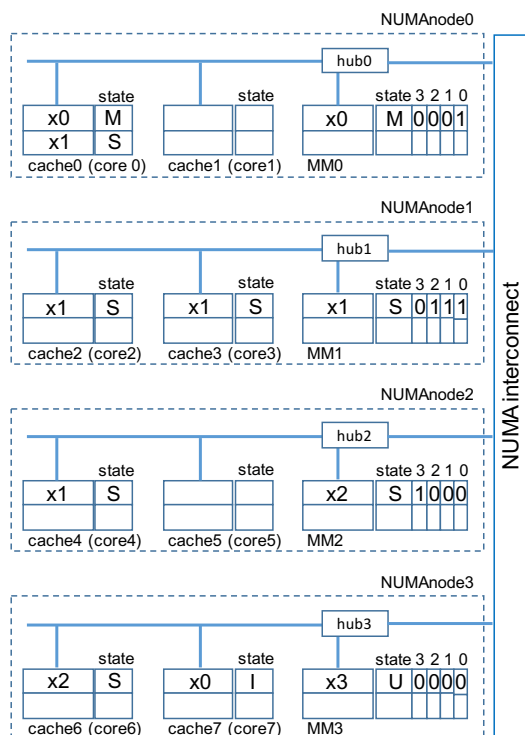 NUMAnode0
hub0
state state state 3 2 1 0
x0 M x0 M 0 0 0 1
x1 S
cache0 (core 0) cache1 (core1) MM0
NUMAnode1
hub1
state state state 3 2 1 0
x1 S x1 S x1 S 0 1 1 1
cache2 (core2) cache3 (core3) MM1
NUMAnode2
hub2
state state state 3 2 1 0
x1 S x2 S 1 0 0 0
cache4 (core4) cache5 (core5) MM2
NUMAnode3
hub3
state state state 3 2 1 0
x2 S x0 I x3 U 0 0 0 0
cache6 (core6) cache7 (core7) MM3
NUMA interconnect